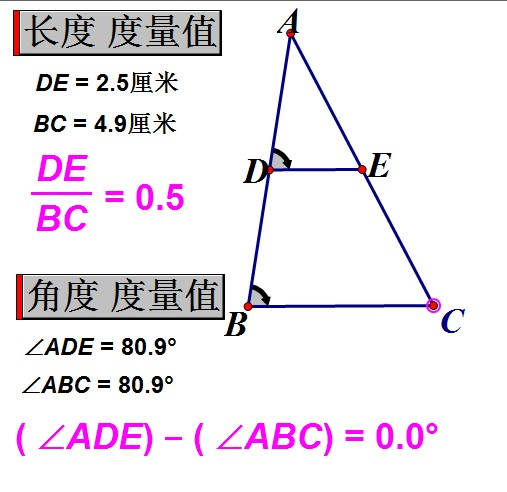 长度 度量值
DE = 2.5厘米
BC = 4.9厘米
DE
BC
= 0.5
角度 度量值
∠ADE = 80.9°
∠ABC = 80.9°
( ∠ADE) – ( ∠ABC) = 0.0°
A
D
E
B
C